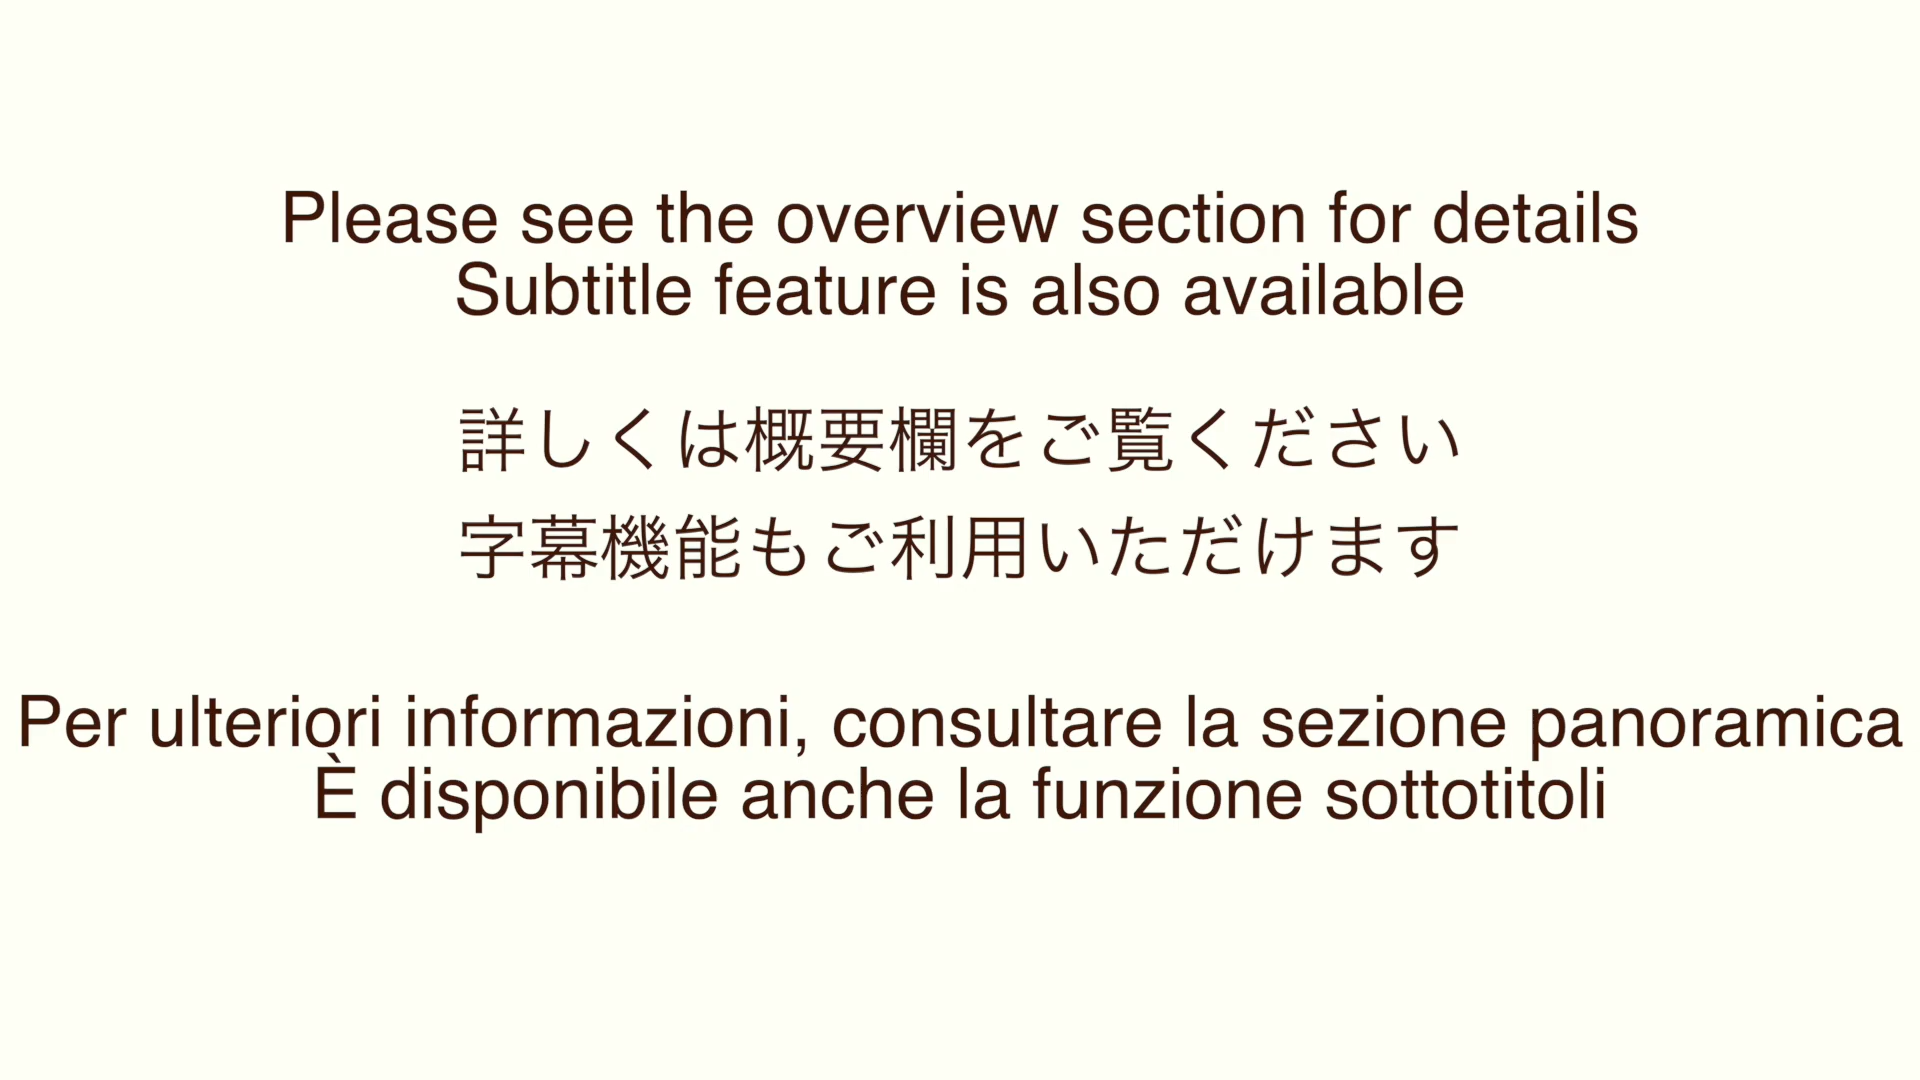 Please see the overview section for details
Subtitle feature is also available
詳しくは概要欄をご覧ください
字幕機能もご利用いただけます
Per ulteriori informazioni, consultare la sezione panoramica
È disponibile anche la funzione sottotitoli